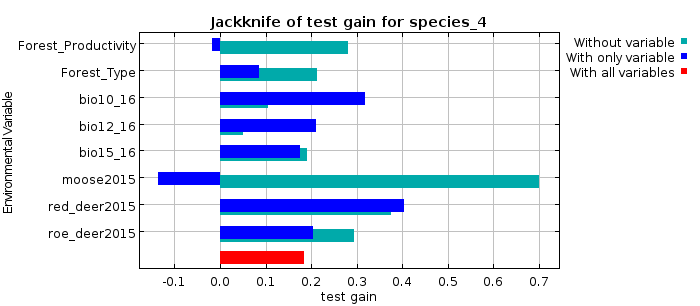 Jackknife of test gain for species_4
Without variable
With only variable
With all variables
Environmental Variable
Forest_Productivity
Forest_Type
bio10_16
bio12_16
bio15_16
moose2015
red_deer2015
roe_deer2015
-0.1 0.0 0.1 0.2 0.3 0.4 0.5 0.6 0.7
test gain